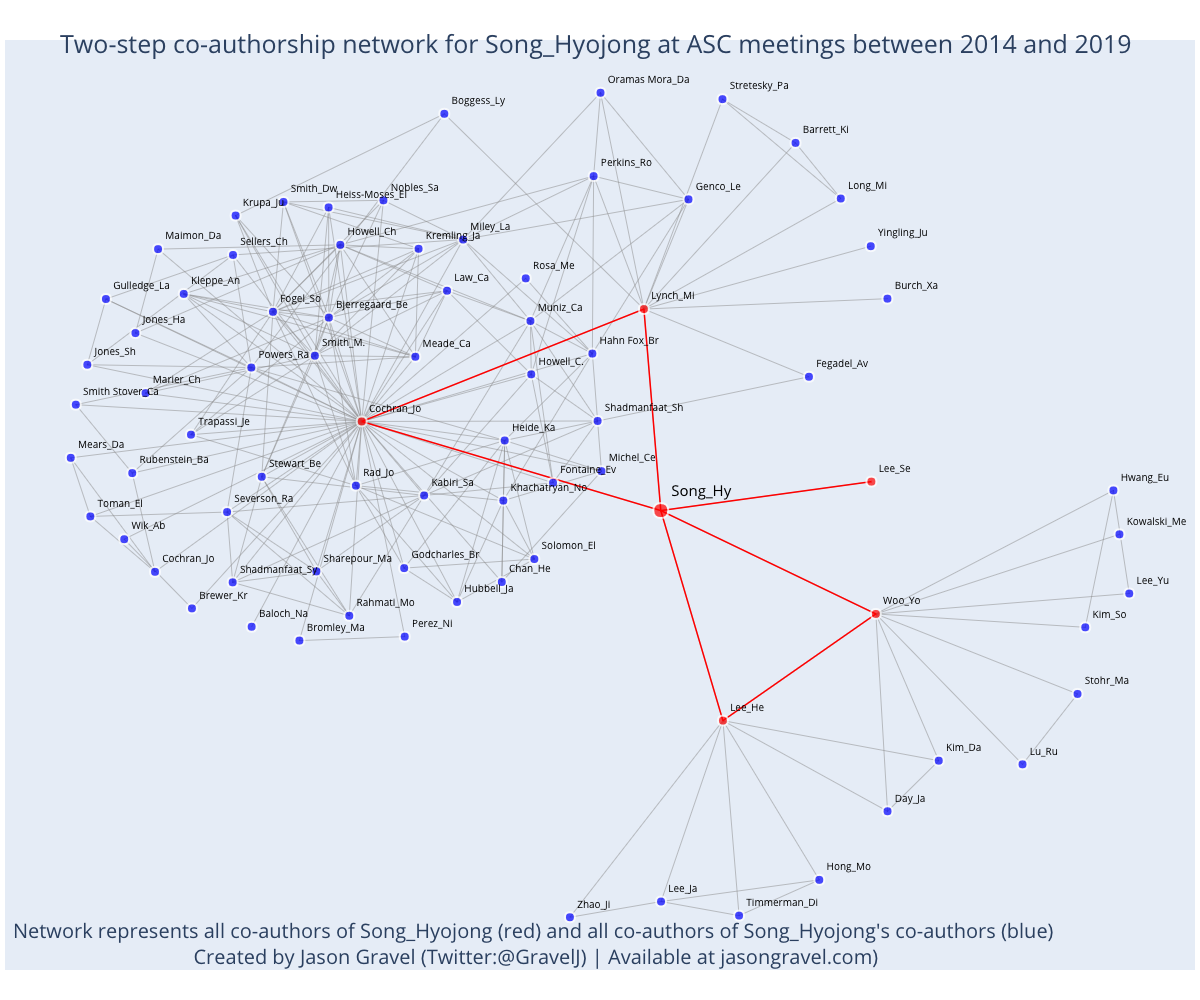 Two-step co-authorship network for Song_Hyojong at ASC meetings between 2014 and 2019
Oramas Mora_Da
Stretesky_Pa
Boggess_Ly
Barrett_Ki
Perkins_Ro
Genco_Le
Long_Mi
Smith_Dw
Heiss-Moses_El
Nobles_Sa
Krupa_Ju
Miley_La
Yingling_Ju
Maimon_Da
Sellers_Ch
Howell_Ch
Kremling_Ja
Rosa_Me
Law_Ca
Gulledge_La
Kleppe_An
Fogel_So
Bjerregaard_Be
Lynch_Mi
Burch_Xa
Muniz_Ca
Jones_Ha
Smith_M.
Meade_Ca
Hahn Fox_Br
Jones_Sh
Powers_Ra
Howell_C.
Fegadel_Av
Marier_Ch
Smith Stover_Ca
Cochran_Jo
Shadmanfaat_Sh
Trapassi_Je
Heide_Ka
Mears_Da
Rubenstein_Ba
Stewart_Be
Rad_Jo
Michel_Ce
Fontaine_Ev
Lee_Se
Kabiri_Sa
Khachatryan_No
Song_Hy
Hwang_Eu
Toman_El
Severson_Ra
Wik_Ab
Kowalski_Me
Cochran_Jo
Shadmanfaat_Sy
Sharepour_Ma
Godcharles_Br
Solomon_El
Chan_He
Lee_Yu
Brewer_Kr
Hubbell_Ja
Rahmati_Mo
Woo_Yo
Kim_So
Baloch_Na
Bromley_Ma
Perez_Ni
Stohr_Ma
Lee_He
Kim_Da
Lu_Ru
Day_Ja
Hong_Mo
Lee_Ja
Zhao_Ji
Timmerman_Di
Network represents all co-authors of Song_Hyojong (red) and all co-authors of Song_Hyojong's co-authors (blue)
Created by Jason Gravel (Twitter:@GravelJ) | Available at jasongravel.com)